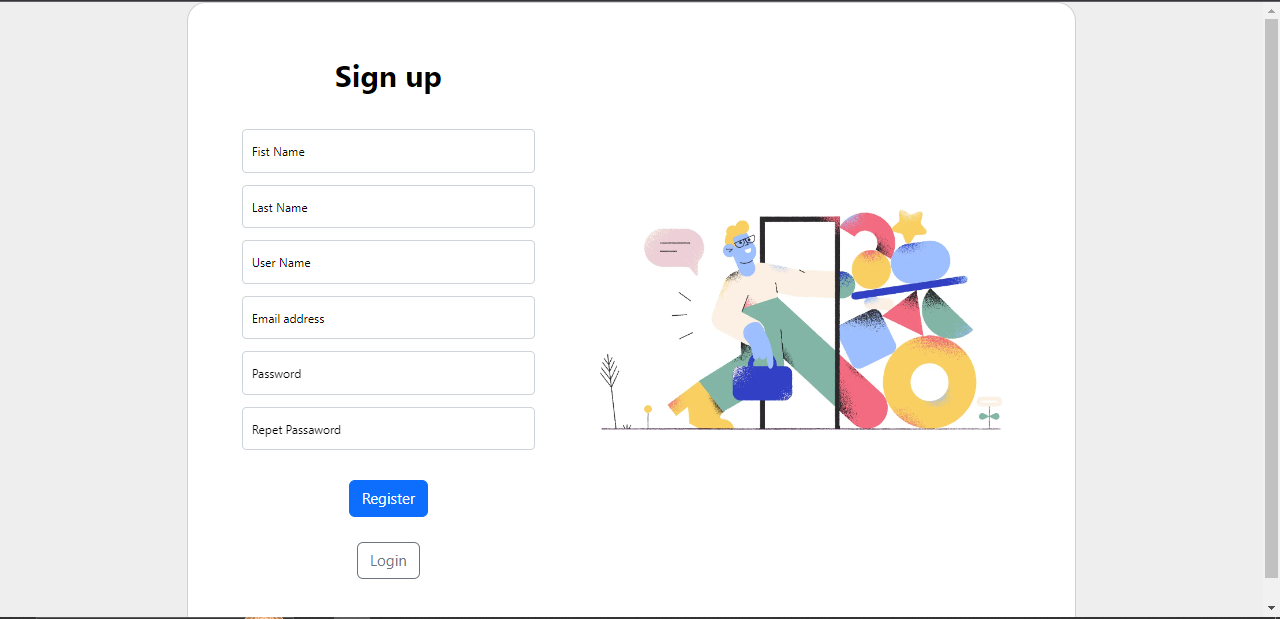 Sign up
Fist Name
Last Name
User Name
Email address
Password
Repet Passaword
Register
Login